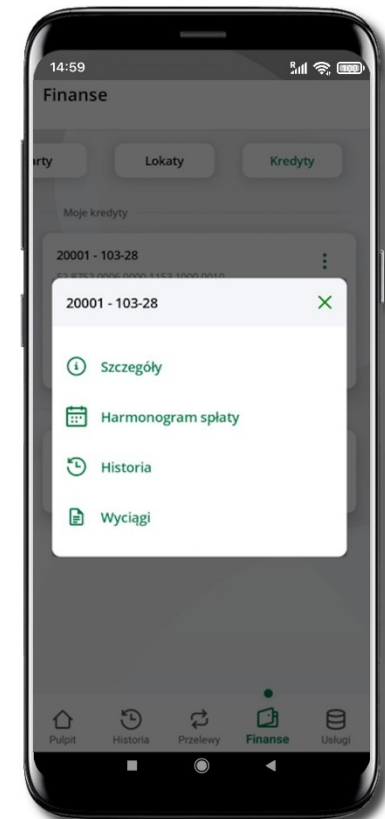 14:59
Finanse
arty Lokaty Kredyty
Moje kredyty
20001 - 103-28
20001 - 103-28
Szczegóły
Harmonogram spłaty
Historia
Wyciągi
Pulpit Historia Przelewy Finanse Usługi